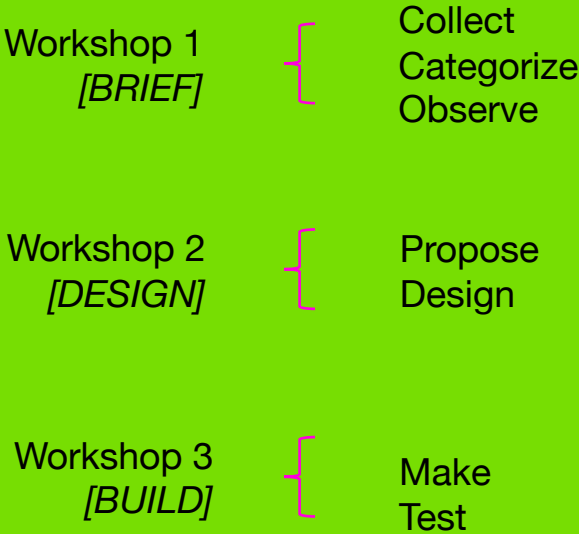 Workshop 1
[BRIEF]
Collect
Categorize
Observe
Workshop 2
[DESIGN]
Propose
Design
Workshop 3
[BUILD]
Make
Test